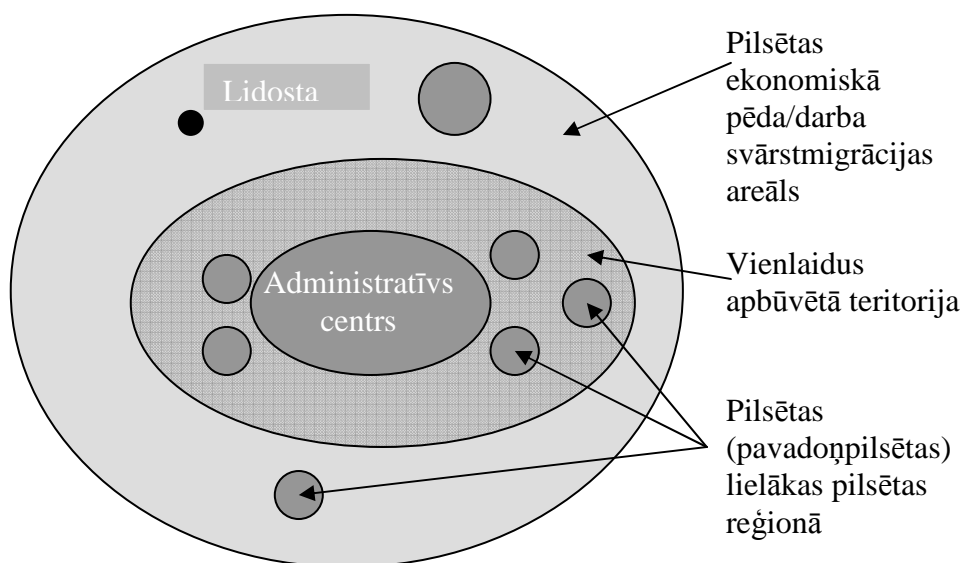 Lidosta
Administratīvs
centrs
Pilsētas
ekonomiskā
pēda/darba
svārstmigrācijas
areāls
Vienlaidus
apbūvētā teritorija
Pilsētas
(pavadoņpilsētas)
lielākas pilsētas
reģionā